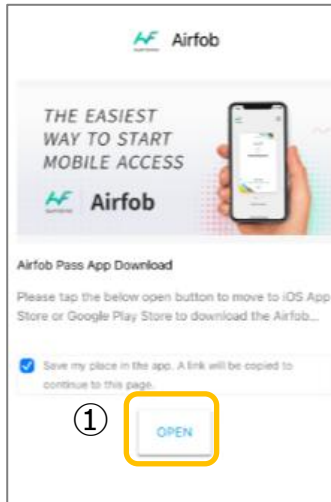 Airfob
THE EASIEST
WAY TO START
MOBILE ACCESS
Airfob
Airfob Pass App Download
Please tap the below open button to move to iOS App
Store or Google Play Store to download the Airfob...
Save my place in the app. A link will be copied to
continue to this page.
①
OPEN